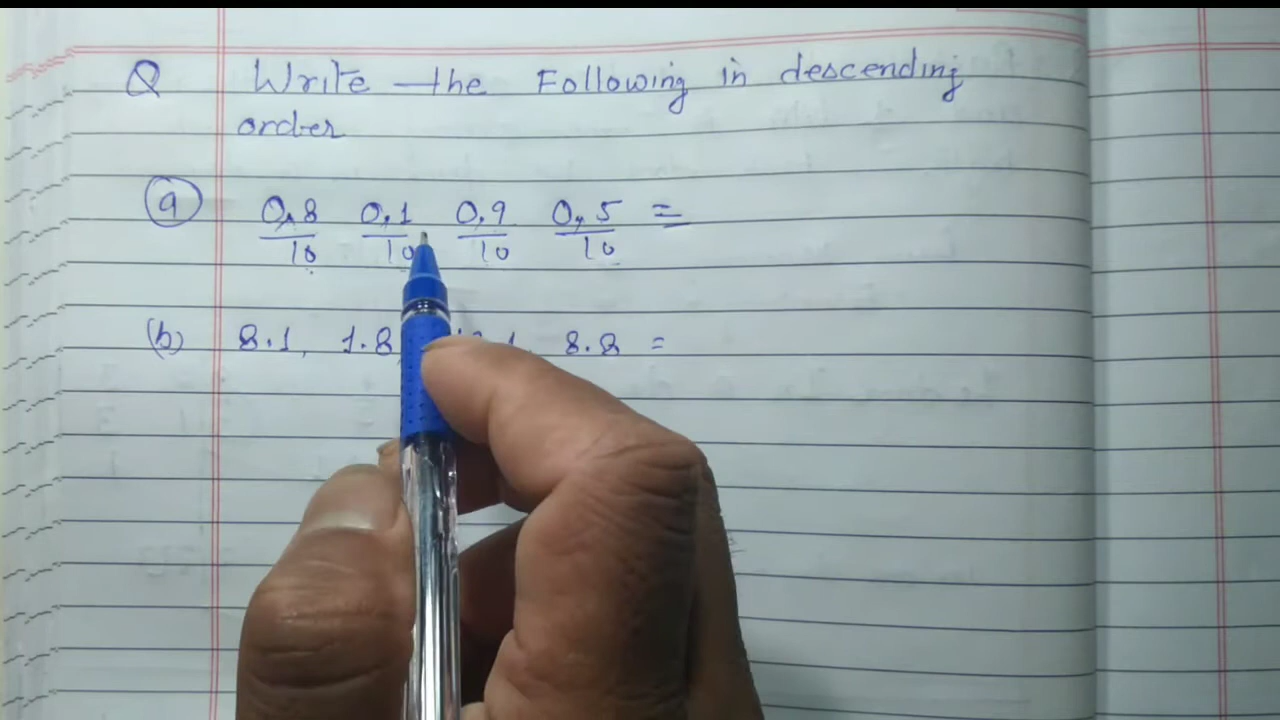 Q Write the Following in descending
order
(a) 0.8 0.1 0.9 0.5 =
10 10 10 10
(b) 8.1, 1.8, 8.8 =